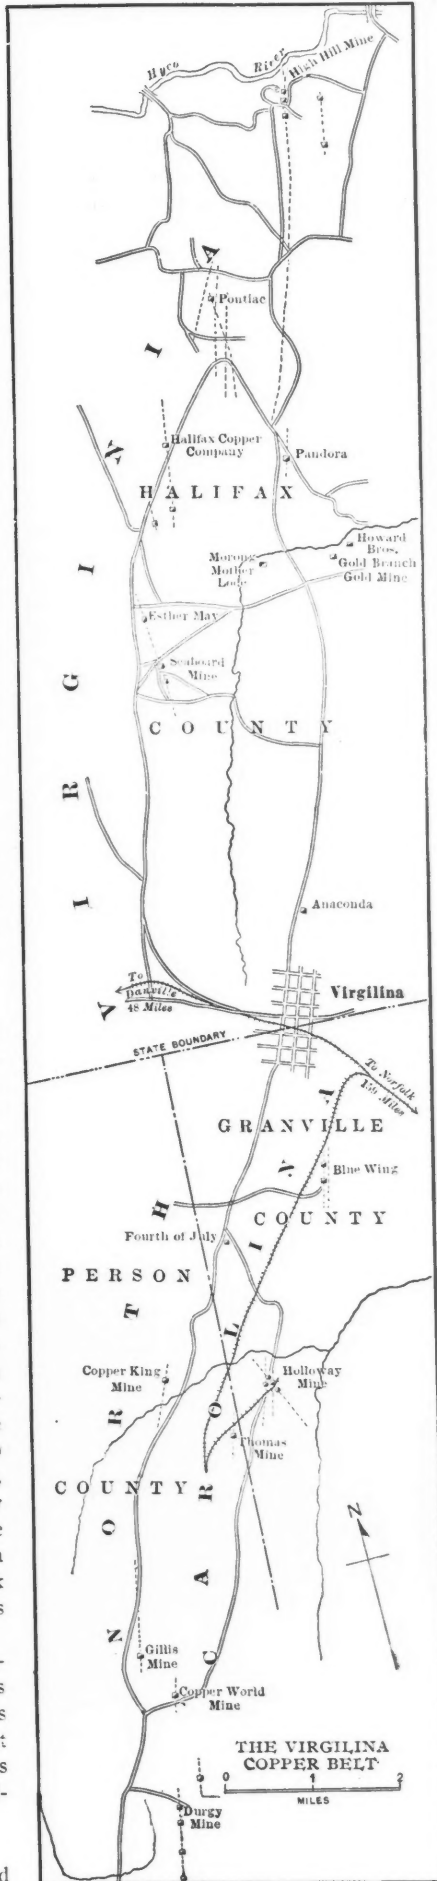 Hyco River
High Hill Mine
Pontiac
VIRGINIA
Halifax Copper
Company
Pandora
HALIFAX
Howard
Bros.
Gold Branch
Gold Mine
Morong
Mother
Lode
Esther May
Seaboard
Mine
COUNTY
Anaconda
To
Danville
48 Miles
Virgilina
STATE BOUNDARY
To Norfolk
156 Miles
GRANVILLE
Blue Wing
COUNTY
Fourth of July
PERSON
NORTH CAROLINA
Copper King
Mine
Holloway
Mine
Thomas
Mine
COUNTY
N
Gillis
Mine
Copper World
Mine
THE VIRGILINA
COPPER BELT
0 1 2
MILES
Durgy
Mine